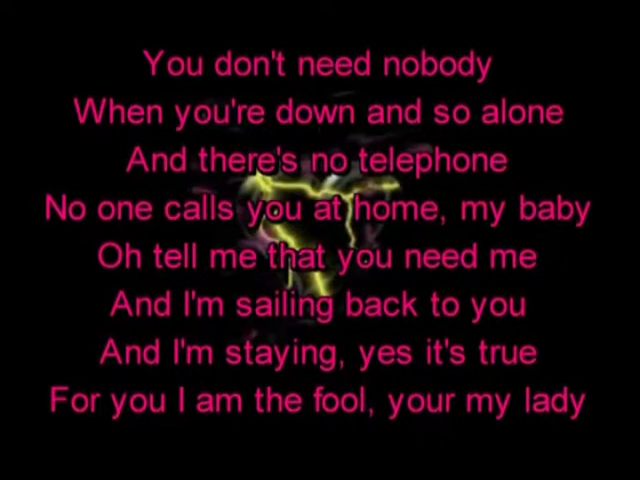 You don't need nobody
When you're down and so alone
And there's no telephone
No one calls you at home, my baby
Oh tell me that you need me
And I'm sailing back to you
And I'm staying, yes it's true
For you I am the fool, your my lady